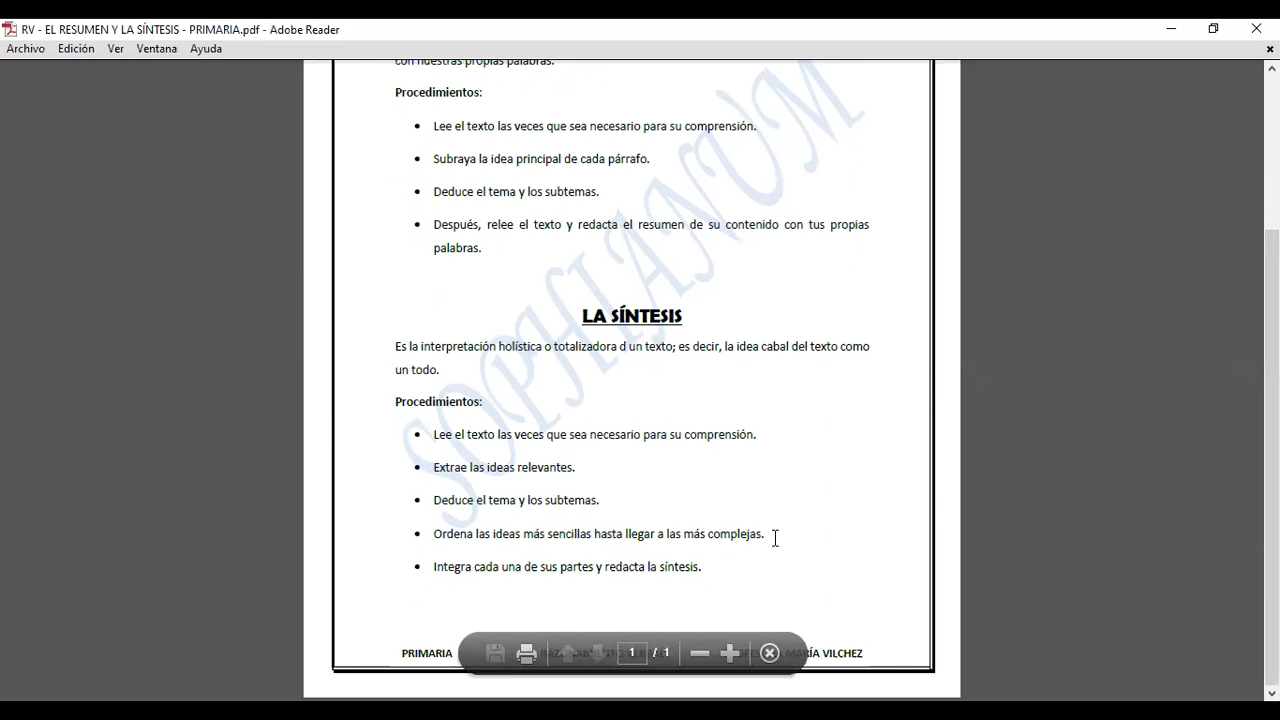 RV - EL RESUMEN Y LA SÍNTESIS - PRIMARIA.pdf - Adobe Reader
Archivo Edición Ver Ventana Ayuda
con nuestras propias palabras.
Procedimientos:
• Lee el texto las veces que sea necesario para su comprensión.
• Subraya la idea principal de cada párrafo.
• Deduce el tema y los subtemas.
• Después, relee el texto y redacta el resumen de su contenido con tus propias
palabras.
SOPHIANUM
LA SÍNTESIS
Es la interpretación holística o totalizadora d un texto; es decir, la idea cabal del texto como
un todo.
Procedimientos:
• Lee el texto las veces que sea necesario para su comprensión.
• Extrae las ideas relevantes.
• Deduce el tema y los subtemas.
• Ordena las ideas más sencillas hasta llegar a las más complejas.
• Integra cada una de sus partes y redacta la síntesis.
PRIMARIA MARÍA VILCHEZ
1 / 1